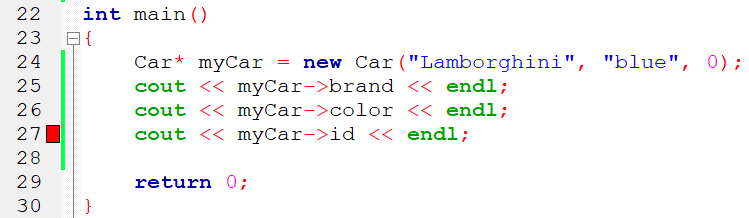 22 int main()
23 {
24 Car* myCar = new Car("Lamborghini", "blue", 0);
25 cout << myCar->brand << endl;
26 cout << myCar->color << endl;
27 cout << myCar->id << endl;
28
29 return 0;
30 }